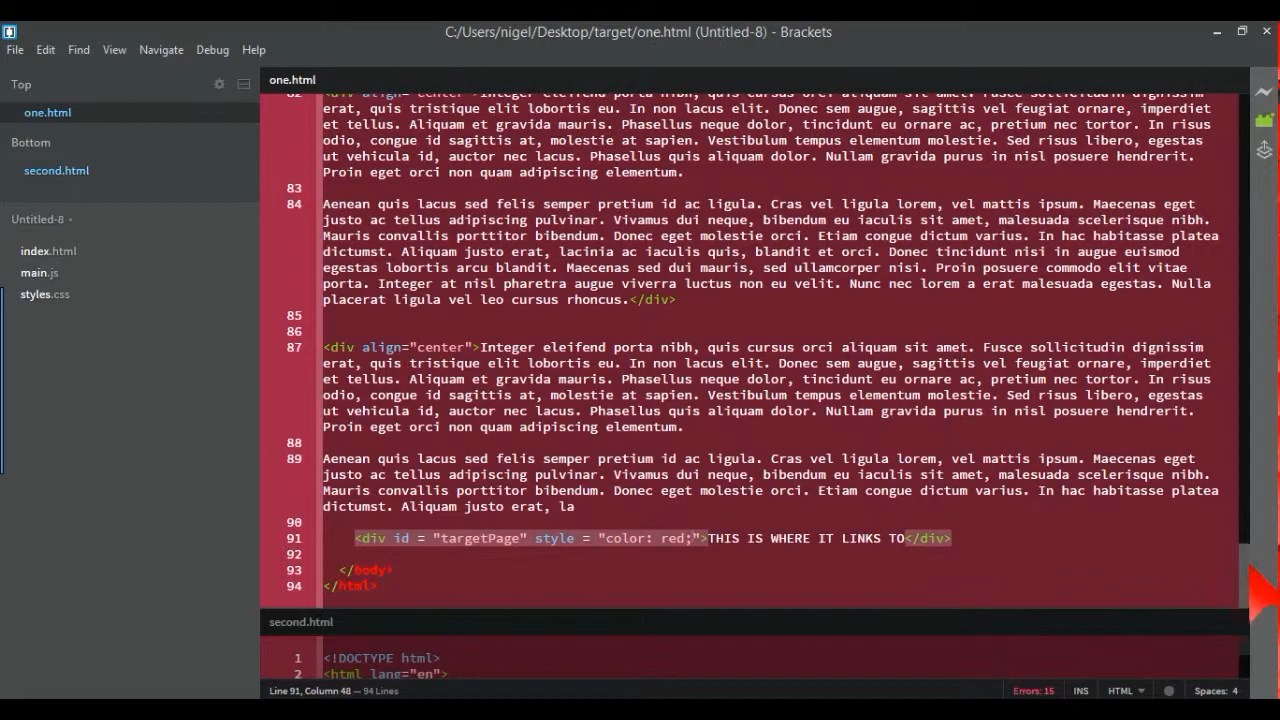 C:/Users/nigel/Desktop/target/one.html (Untitled-8) - Brackets
File Edit Find View Navigate Debug Help
Top
one.html
Bottom
second.html
Untitled-8
index.html
main.js
styles.css
one.html
82 <div align="center">Integer eleifend porta nibh, quis cursus orci aliquam sit amet. Fusce sollicitudin dignissim
erat, quis tristique elit lobortis eu. In non lacus elit. Donec sem augue, sagittis vel feugiat ornare, imperdiet
et tellus. Aliquam et gravida mauris. Phasellus neque dolor, tincidunt eu ornare ac, pretium nec tortor. In risus
odio, congue id sagittis at, molestie at sapien. Vestibulum tempus elementum molestie. Sed risus libero, egestas
ut vehicula id, auctor nec lacus. Phasellus quis aliquam dolor. Nullam gravida purus in nisl posuere hendrerit.
Proin eget orci non quam adipiscing elementum.
83
84 Aenean quis lacus sed felis semper pretium id ac ligula. Cras vel ligula lorem, vel mattis ipsum. Maecenas eget
justo ac tellus adipiscing pulvinar. Vivamus dui neque, bibendum eu iaculis sit amet, malesuada scelerisque nibh.
Mauris convallis porttitor bibendum. Donec eget molestie orci. Etiam congue dictum varius. In hac habitasse platea
dictumst. Aliquam justo erat, lacinia ac iaculis quis, blandit et orci. Donec tincidunt nisi in augue euismod
egestas lobortis arcu blandit. Maecenas sed dui mauris, sed ullamcorper nisi. Proin posuere commodo elit vitae
porta. Integer at nisl pharetra augue viverra luctus non eu velit. Nunc nec lorem a erat malesuada egestas. Nulla
placerat ligula vel leo cursus rhoncus.</div>
85
86
87 <div align="center">Integer eleifend porta nibh, quis cursus orci aliquam sit amet. Fusce sollicitudin dignissim
erat, quis tristique elit lobortis eu. In non lacus elit. Donec sem augue, sagittis vel feugiat ornare, imperdiet
et tellus. Aliquam et gravida mauris. Phasellus neque dolor, tincidunt eu ornare ac, pretium nec tortor. In risus
odio, congue id sagittis at, molestie at sapien. Vestibulum tempus elementum molestie. Sed risus libero, egestas
ut vehicula id, auctor nec lacus. Phasellus quis aliquam dolor. Nullam gravida purus in nisl posuere hendrerit.
Proin eget orci non quam adipiscing elementum.
88
89 Aenean quis lacus sed felis semper pretium id ac ligula. Cras vel ligula lorem, vel mattis ipsum. Maecenas eget
justo ac tellus adipiscing pulvinar. Vivamus dui neque, bibendum eu iaculis sit amet, malesuada scelerisque nibh.
Mauris convallis porttitor bibendum. Donec eget molestie orci. Etiam congue dictum varius. In hac habitasse platea
dictumst. Aliquam justo erat, la
90
91 <div id = "targetPage" style = "color: red;">THIS IS WHERE IT LINKS TO</div>
92
93 </body>
94 </html>
second.html
1 <!DOCTYPE html>
2 <html lang="en">
Line 91, Column 48 — 94 Lines
Errors: 15 INS HTML Spaces: 4